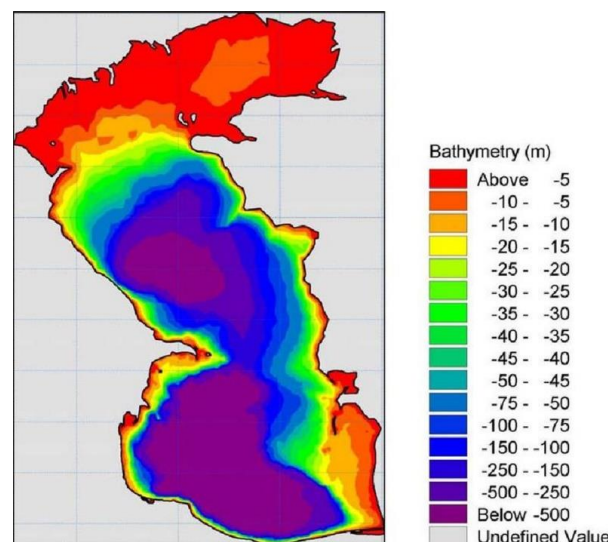 Bathymetry (m)
Above -5
-10 - -5
-15 - -10
-20 - -15
-25 - -20
-30 - -25
-35 - -30
-40 - -35
-45 - -40
-50 - -45
-75 - -50
-100 - -75
-150 - -100
-250 - -150
-500 - -250
Below -500
Undefined Value